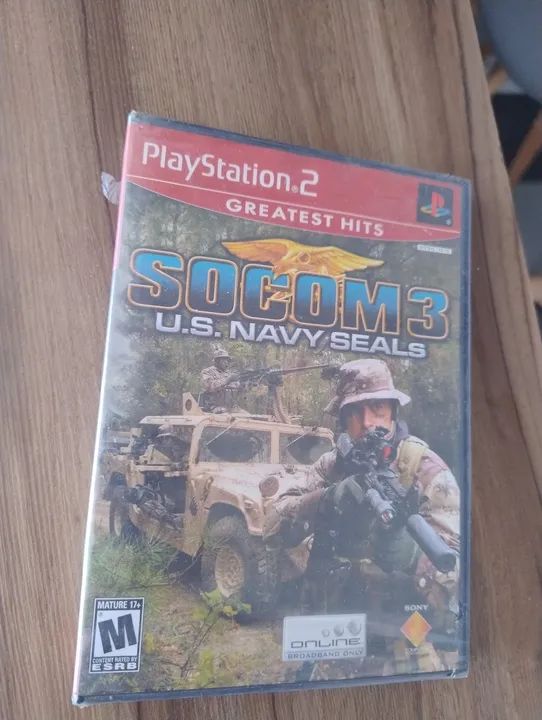 PlayStation®2
GREATEST HITS
SOCOM 3
U.S. NAVY SEALS
MATURE 17+
M
CONTENT RATED BY
ESRB
ONLINE
BROADBAND ONLY
SONY